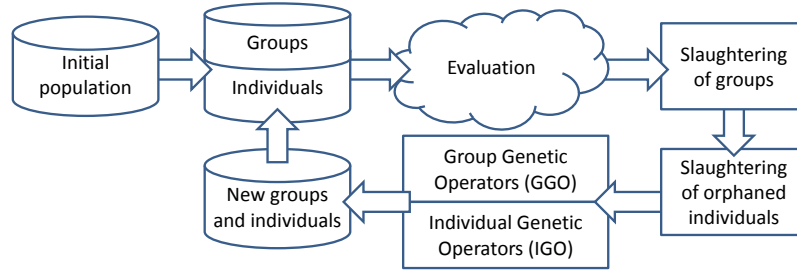 Initial
population
Groups
Individuals
Evaluation
Slaughtering
of groups
Slaughtering
of orphaned
individuals
Group Genetic
Operators (GGO)
Individual Genetic
Operators (IGO)
New groups
and individuals